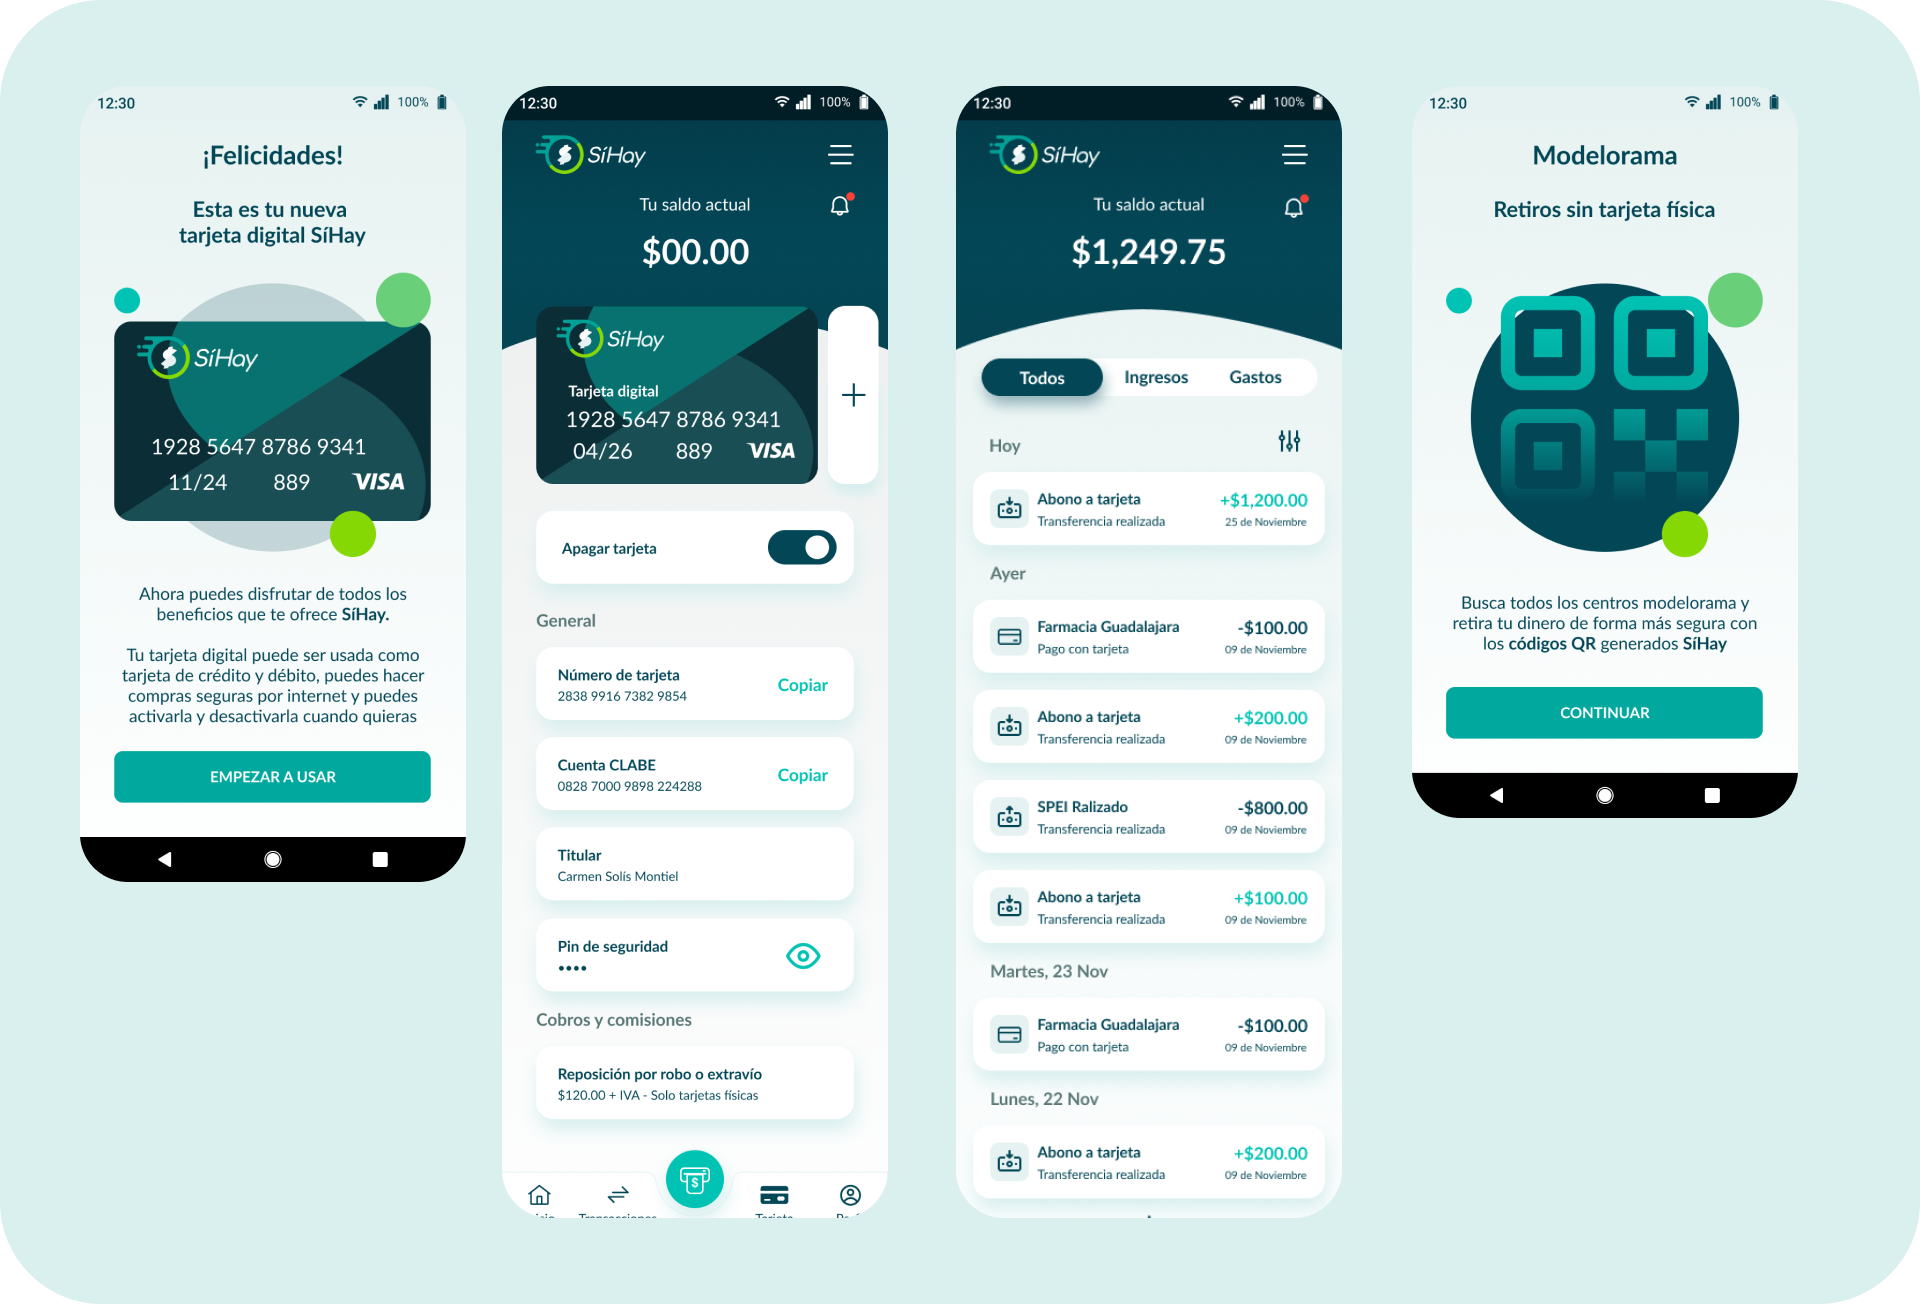 12:30
100%
¡Felicidades!
Esta es tu nueva
tarjeta digital SíHay
SíHay
1928 5647 8786 9341
11/24 889 VISA
Ahora puedes disfrutar de todos los
beneficios que te ofrece SíHay.
Tu tarjeta digital puede ser usada como
tarjeta de crédito y débito, puedes hacer
compras seguras por internet y puedes
activarla y desactivarla cuando quieras
EMPEZAR A USAR
12:30
100%
SíHay
Tu saldo actual
$00.00
SíHay
Tarjeta digital
1928 5647 8786 9341
04/26 889 VISA
Apagar tarjeta
General
Número de tarjeta
2838 9916 7382 9854
Copiar
Cuenta CLABE
0828 7000 9898 224288
Copiar
Titular
Carmen Solís Montiel
Pin de seguridad
••••
Cobros y comisiones
Reposición por robo o extravío
$120.00 + IVA - Solo tarjetas físicas
Transacciones
Tarjeta
12:30
100%
SíHay
Tu saldo actual
$1,249.75
Todos Ingresos Gastos
Hoy
Abono a tarjeta +$1,200.00
Transferencia realizada 25 de Noviembre
Ayer
Farmacia Guadalajara -$100.00
Pago con tarjeta 09 de Noviembre
Abono a tarjeta +$200.00
Transferencia realizada 09 de Noviembre
SPEI Ralizado -$800.00
Transferencia realizada 09 de Noviembre
Abono a tarjeta +$100.00
Transferencia realizada 09 de Noviembre
Martes, 23 Nov
Farmacia Guadalajara -$100.00
Pago con tarjeta 09 de Noviembre
Lunes, 22 Nov
Abono a tarjeta +$200.00
Transferencia realizada 09 de Noviembre
12:30
100%
Modelorama
Retiros sin tarjeta física
Busca todos los centros modelorama y
retira tu dinero de forma más segura con
los códigos QR generados SíHay
CONTINUAR